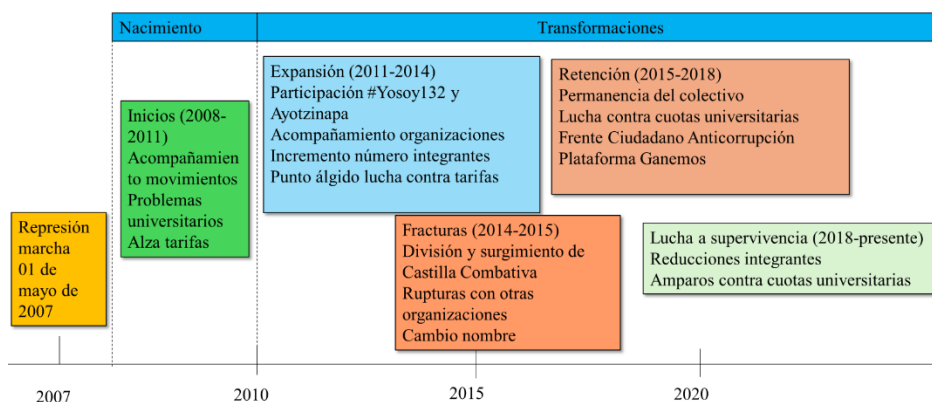 Nacimiento
Transformaciones
Represión
marcha
01 de
mayo de
2007
Inicios (2008-
2011)
Acompañamien
to movimientos
Problemas
universitarios
Alza tarifas
Expansión (2011-2014)
Participación #Yosoy132 y
Ayotzinapa
Acompañamiento organizaciones
Incremento número integrantes
Punto álgido lucha contra tarifas
Fracturas (2014-2015)
División y surgimiento de
Castilla Combativa
Rupturas con otras
organizaciones
Cambio nombre
Retención (2015-2018)
Permanencia del colectivo
Lucha contra cuotas universitarias
Frente Ciudadano Anticorrupción
Plataforma Ganemos
Lucha a supervivencia (2018-presente)
Reducciones integrantes
Amparos contra cuotas universitarias
2007
2010
2015
2020